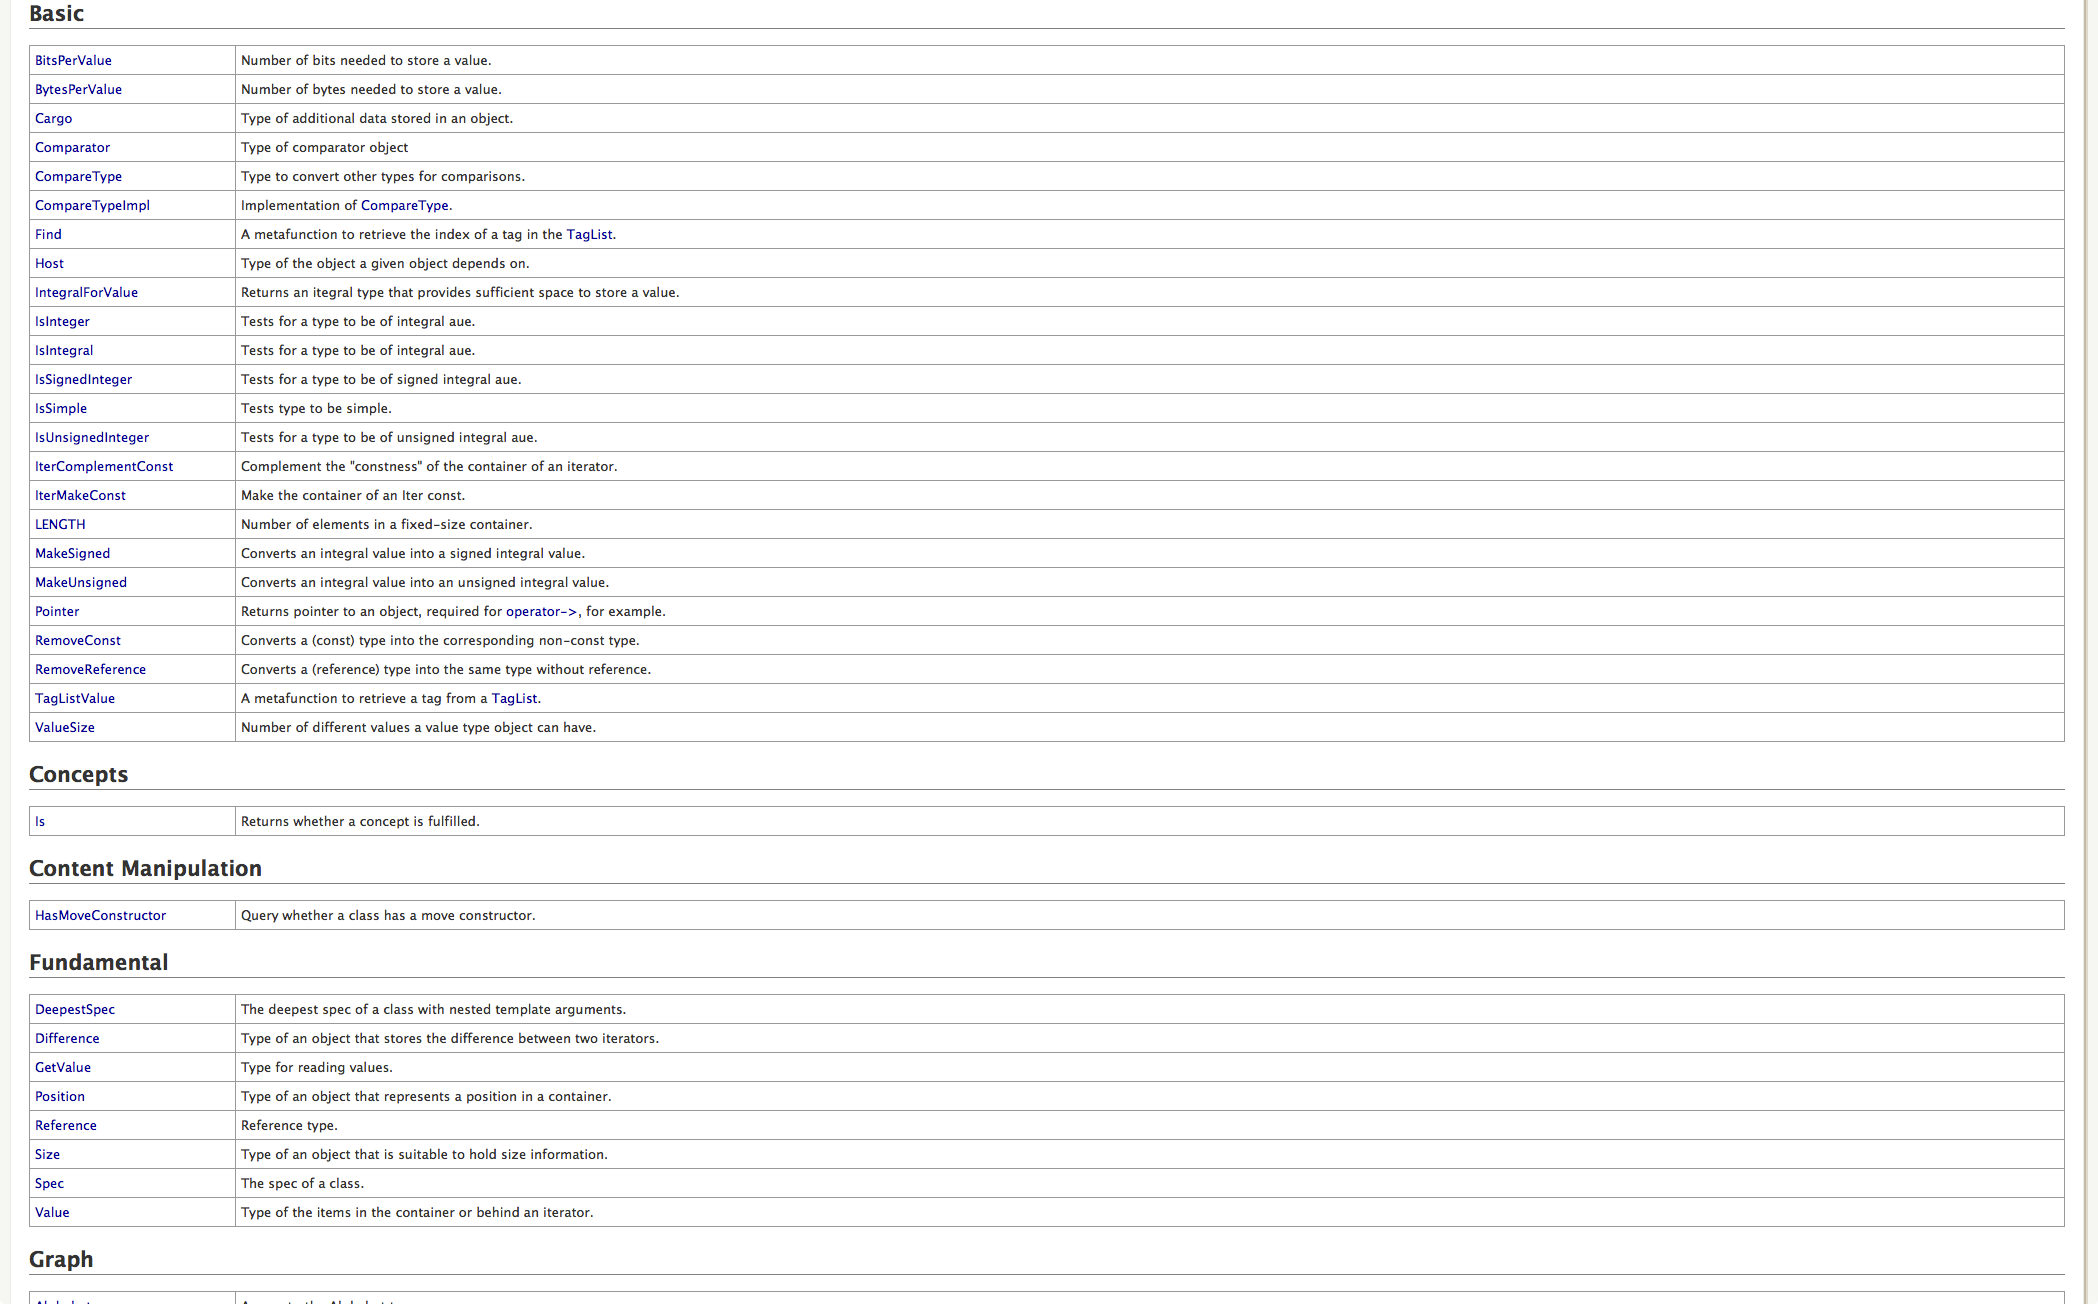 Basic
BitsPerValue Number of bits needed to store a value.
BytesPerValue Number of bytes needed to store a value.
Cargo Type of additional data stored in an object.
Comparator Type of comparator object
CompareType Type to convert other types for comparisons.
CompareTypeImpl Implementation of CompareType.
Find A metafunction to retrieve the index of a tag in the TagList.
Host Type of the object a given object depends on.
IntegralForValue Returns an itegral type that provides sufficient space to store a value.
IsInteger Tests for a type to be of integral aue.
IsIntegral Tests for a type to be of integral aue.
IsSignedInteger Tests for a type to be of signed integral aue.
IsSimple Tests type to be simple.
IsUnsignedInteger Tests for a type to be of unsigned integral aue.
IterComplementConst Complement the "constness" of the container of an iterator.
IterMakeConst Make the container of an Iter const.
LENGTH Number of elements in a fixed-size container.
MakeSigned Converts an integral value into a signed integral value.
MakeUnsigned Converts an integral value into an unsigned integral value.
Pointer Returns pointer to an object, required for operator->, for example.
RemoveConst Converts a (const) type into the corresponding non-const type.
RemoveReference Converts a (reference) type into the same type without reference.
TagListValue A metafunction to retrieve a tag from a TagList.
ValueSize Number of different values a value type object can have.
Concepts
Is Returns whether a concept is fulfilled.
Content Manipulation
HasMoveConstructor Query whether a class has a move constructor.
Fundamental
DeepestSpec The deepest spec of a class with nested template arguments.
Difference Type of an object that stores the difference between two iterators.
GetValue Type for reading values.
Position Type of an object that represents a position in a container.
Reference Reference type.
Size Type of an object that is suitable to hold size information.
Spec The spec of a class.
Value Type of the items in the container or behind an iterator.
Graph